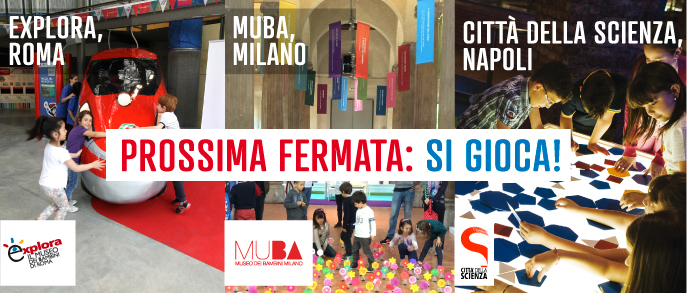 EXPLORA,
ROMA
MUBA,
MILANO
CITTÀ DELLA SCIENZA,
NAPOLI
PROSSIMA FERMATA: SI GIOCA!
explora
IL MUSEO
DEI BAMBINI
DI ROMA
MUBA
MUSEO DEI BAMBINI MILANO
CITTÀ DELLA
SCIENZA